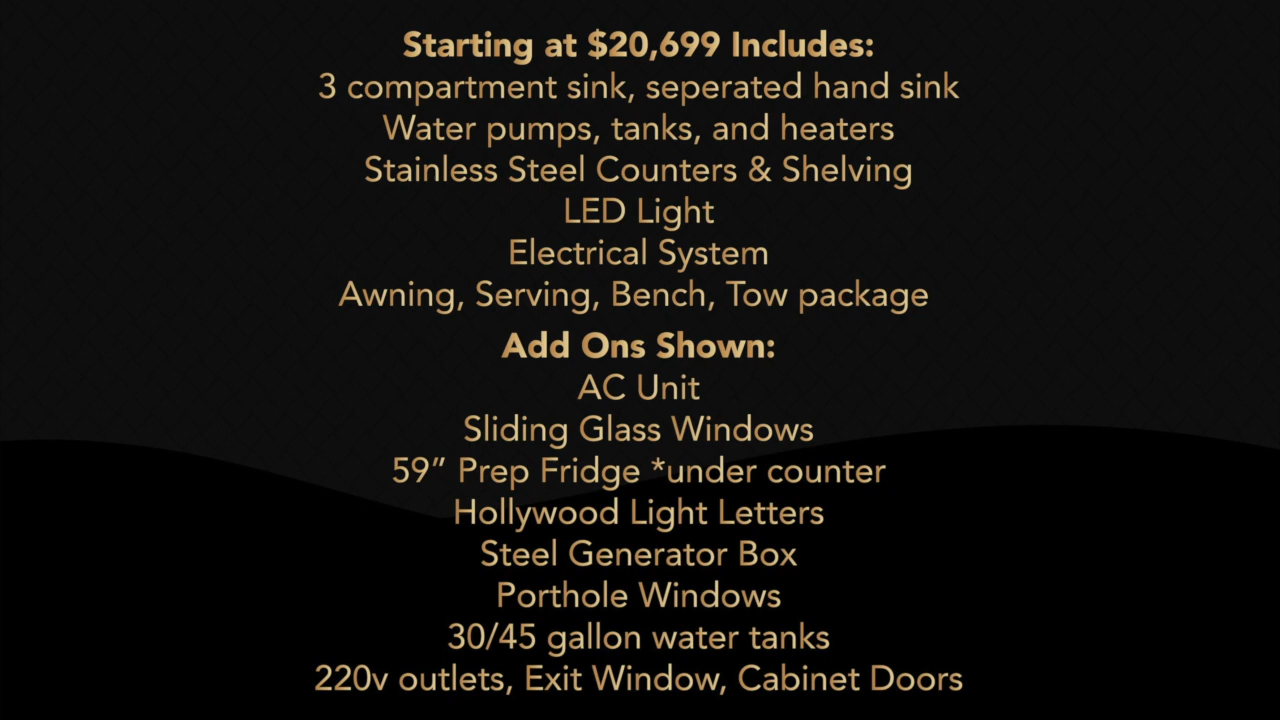 Starting at $20,699 Includes:
3 compartment sink, seperated hand sink
Water pumps, tanks, and heaters
Stainless Steel Counters & Shelving
LED Light
Electrical System
Awning, Serving, Bench, Tow package
Add Ons Shown:
AC Unit
Sliding Glass Windows
59” Prep Fridge *under counter
Hollywood Light Letters
Steel Generator Box
Porthole Windows
30/45 gallon water tanks
220v outlets, Exit Window, Cabinet Doors